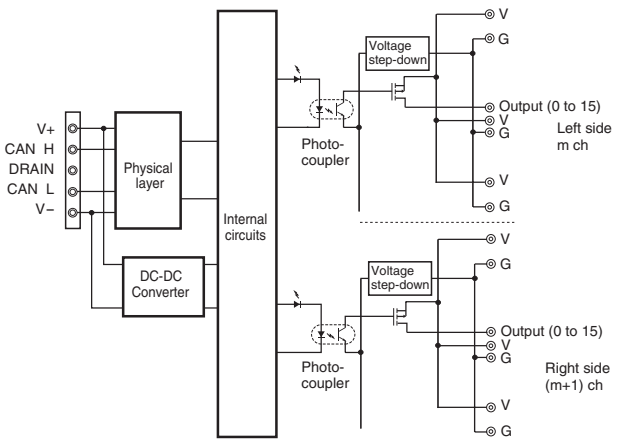 V+
CAN H
DRAIN
CAN L
V−
Physical
layer
DC-DC
Converter
Internal
circuits
Voltage
step-down
Photo-
coupler
V
G
Output (0 to 15)
V
G
Left side
m ch
V
G
Voltage
step-down
Photo-
coupler
V
G
Output (0 to 15)
V
G
Right side
(m+1) ch
V
G